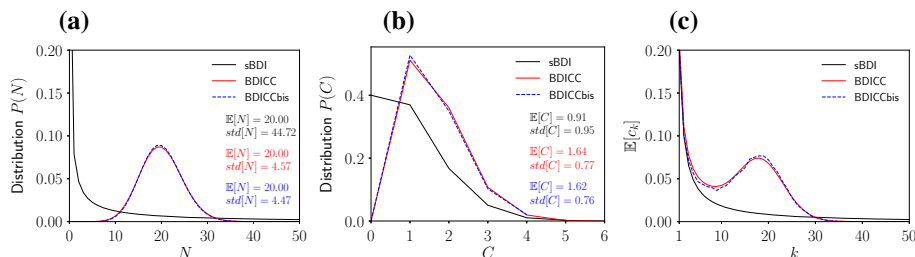 (a)
Distribution P(N)
0.20
0.15
0.10
0.05
0.00
0
10
20
30
40
50
N
sBDI
BDICC
BDICCbis
𝔼[N] = 20.00
std[N] = 44.72
𝔼[N] = 20.00
std[N] = 4.57
𝔼[N] = 20.00
std[N] = 4.47
(b)
Distribution P(C)
0.4
0.2
0.0
0
1
2
3
4
5
6
C
sBDI
BDICC
BDICCbis
𝔼[C] = 0.91
std[C] = 0.95
𝔼[C] = 1.64
std[C] = 0.77
𝔼[C] = 1.62
std[C] = 0.76
(c)
𝔼[c_k]
0.20
0.15
0.10
0.05
0.00
1
10
20
30
40
50
k
sBDI
BDICC
BDICCbis